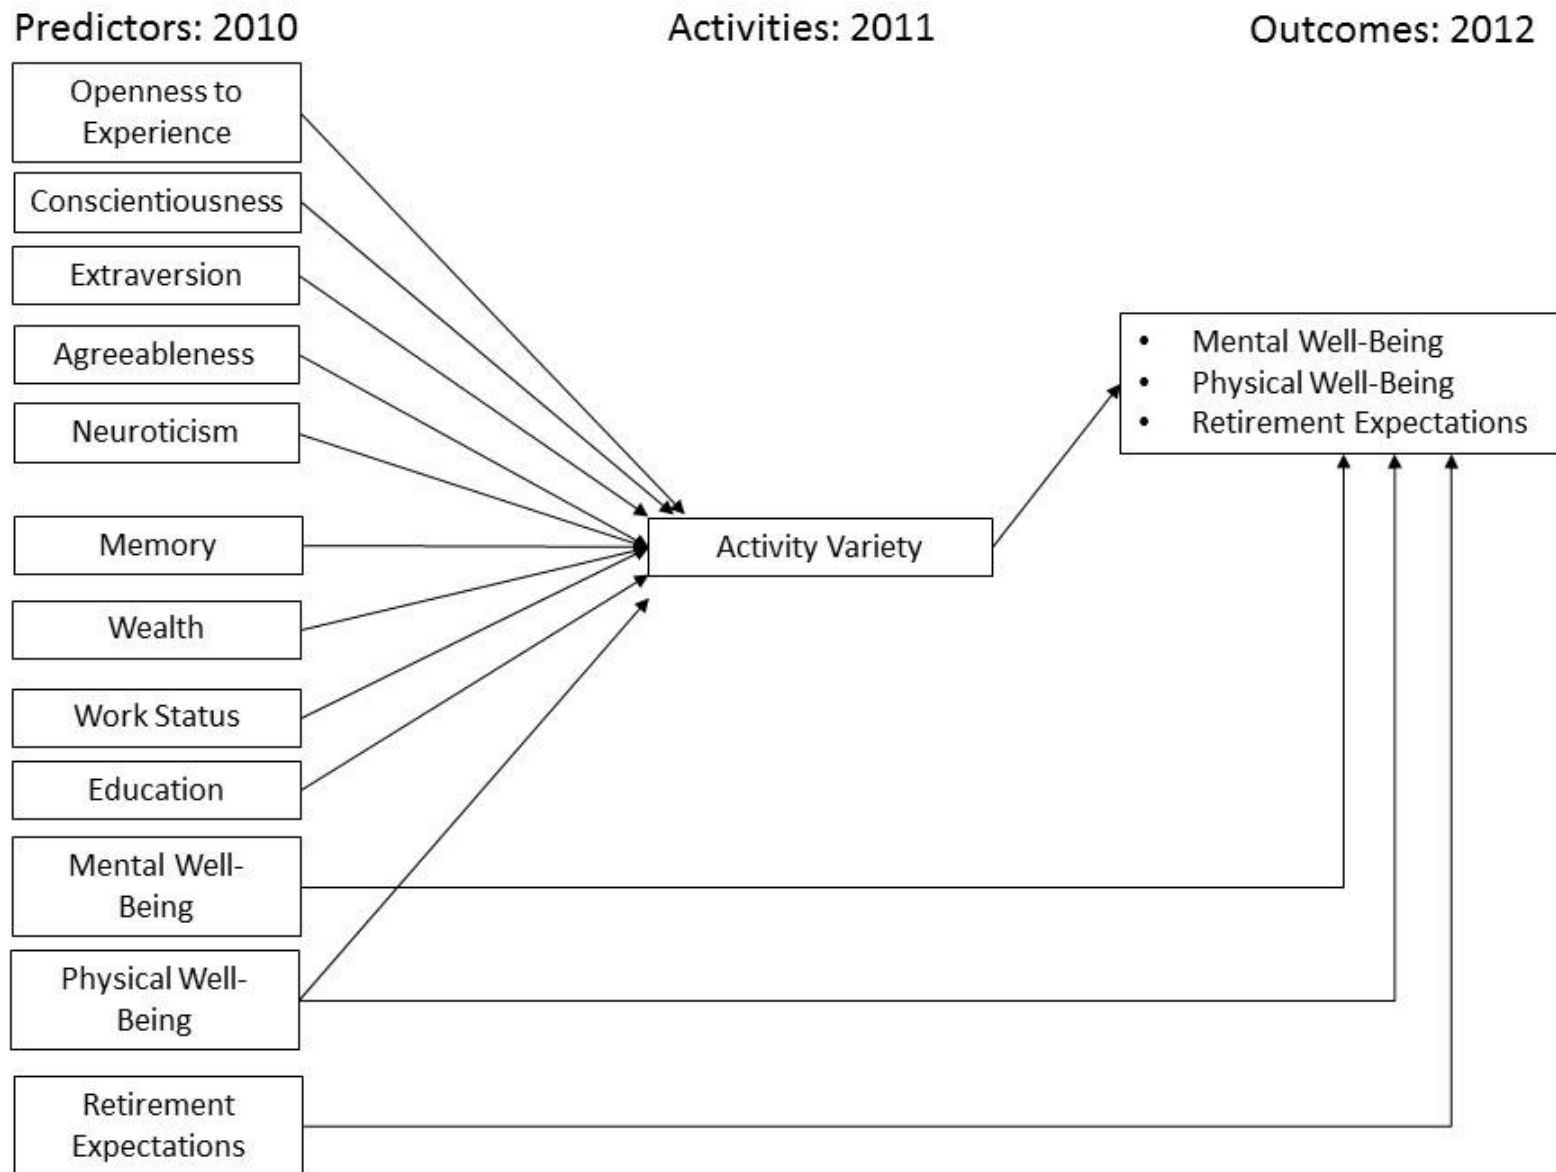 Predictors: 2010
Activities: 2011
Outcomes: 2012
Openness to
Experience
Conscientiousness
Extraversion
Agreeableness
Neuroticism
Memory
Wealth
Work Status
Education
Mental Well-
Being
Physical Well-
Being
Retirement
Expectations
Activity Variety
• Mental Well-Being
• Physical Well-Being
• Retirement Expectations